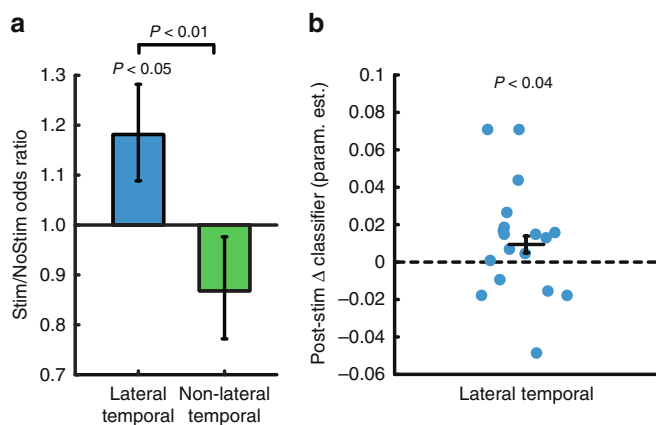 a
P < 0.01
P < 0.05
1.3
1.2
1.1
1.0
0.9
0.8
0.7
Stim/NoStim odds ratio
Lateral
temporal
Non-lateral
temporal
b
P < 0.04
0.1
0.08
0.06
0.04
0.02
0
−0.02
−0.04
−0.06
Post-stim Δ classifier (param. est.)
Lateral temporal